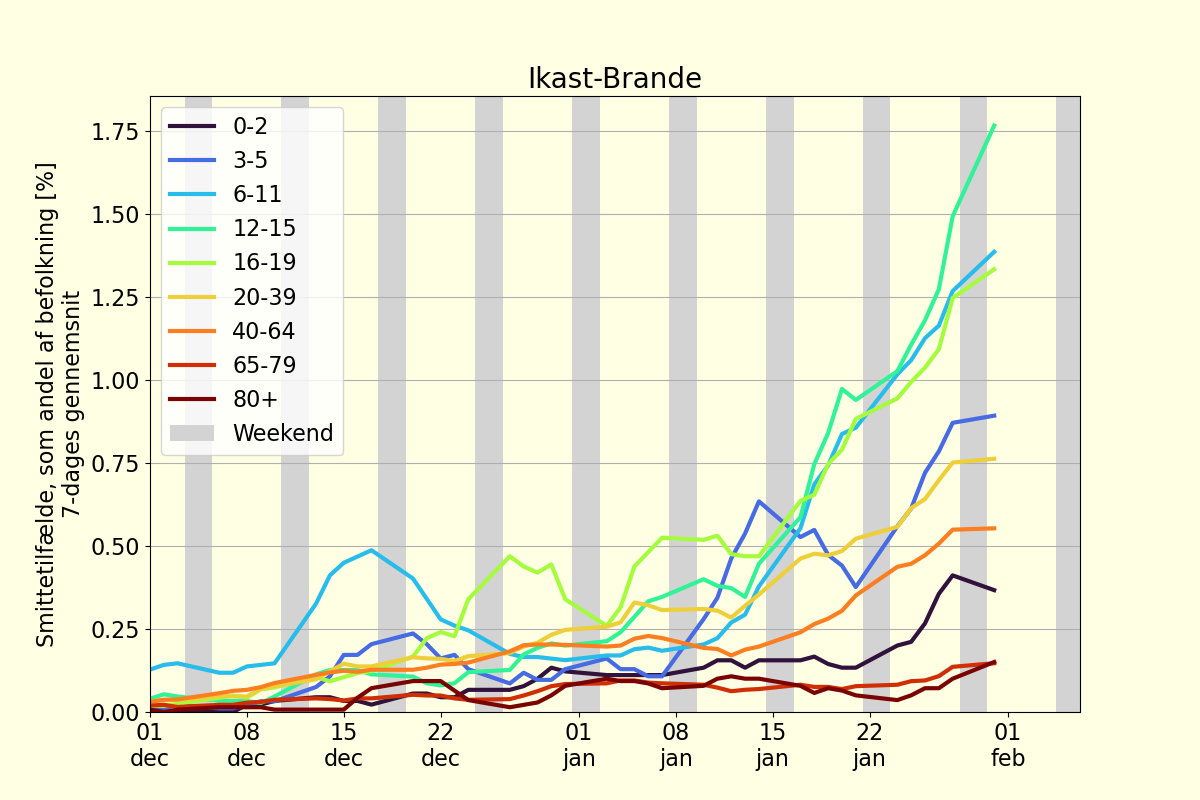 Ikast-Brande
Smittetilfælde, som andel af befolkning [%]
7-dages gennemsnit
1.75
1.50
1.25
1.00
0.75
0.50
0.25
0.00
0-2
3-5
6-11
12-15
16-19
20-39
40-64
65-79
80+
Weekend
01 08 15 22 01 08 15 22 01
dec dec dec dec jan jan jan jan feb